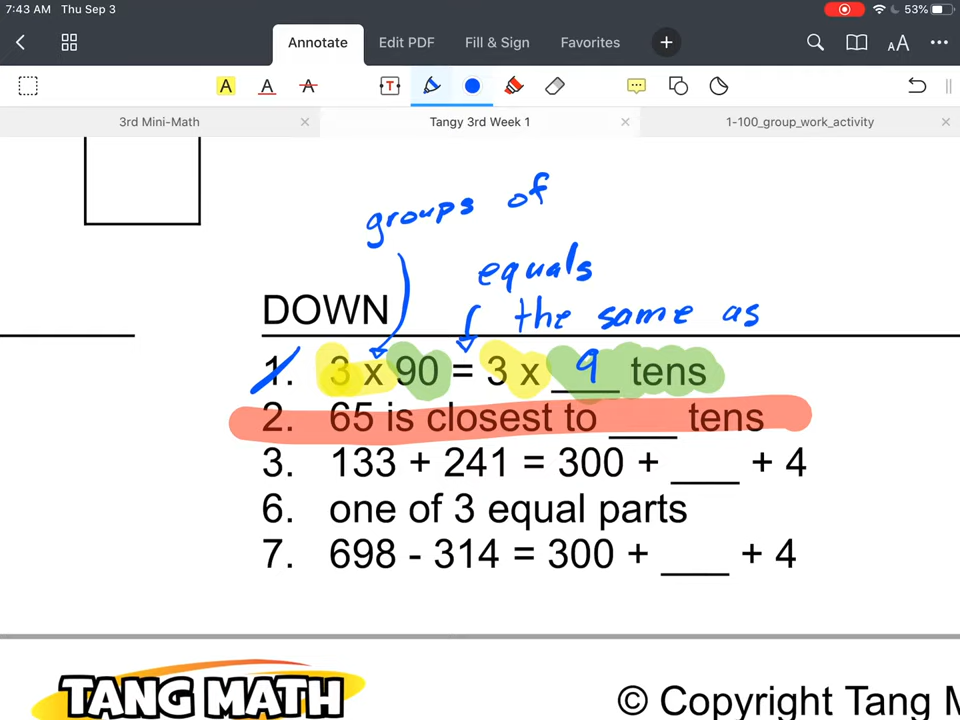 7:43 AM Thu Sep 3 53%
Annotate Edit PDF Fill & Sign Favorites
A A A T AA
3rd Mini-Math Tangy 3rd Week 1 1-100_group_work_activity
groups of
equals
the same as
DOWN
1. 3 x 90 = 3 x 9 tens
2. 65 is closest to ___ tens
3. 133 + 241 = 300 + ___ + 4
6. one of 3 equal parts
7. 698 - 314 = 300 + ___ + 4
TANG MATH
© Copyright Tang M